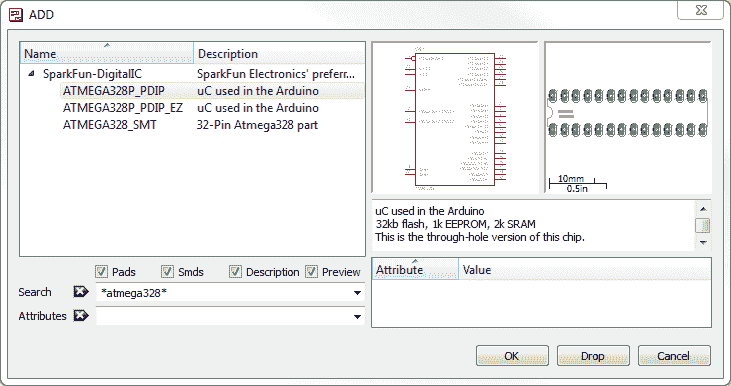 ADD
Name Description
SparkFun-DigitalIC SparkFun Electronics' preferr...
ATMEGA328P_PDIP uC used in the Arduino
ATMEGA328P_PDIP_EZ uC used in the Arduino
ATMEGA328_SMT 32-Pin Atmega328 part
10mm
0.5in
uC used in the Arduino
32kb flash, 1k EEPROM, 2k SRAM
This is the through-hole version of this chip.
Pads Smds Description Preview
Search *atmega328*
Attributes
Attribute Value
OK Drop Cancel